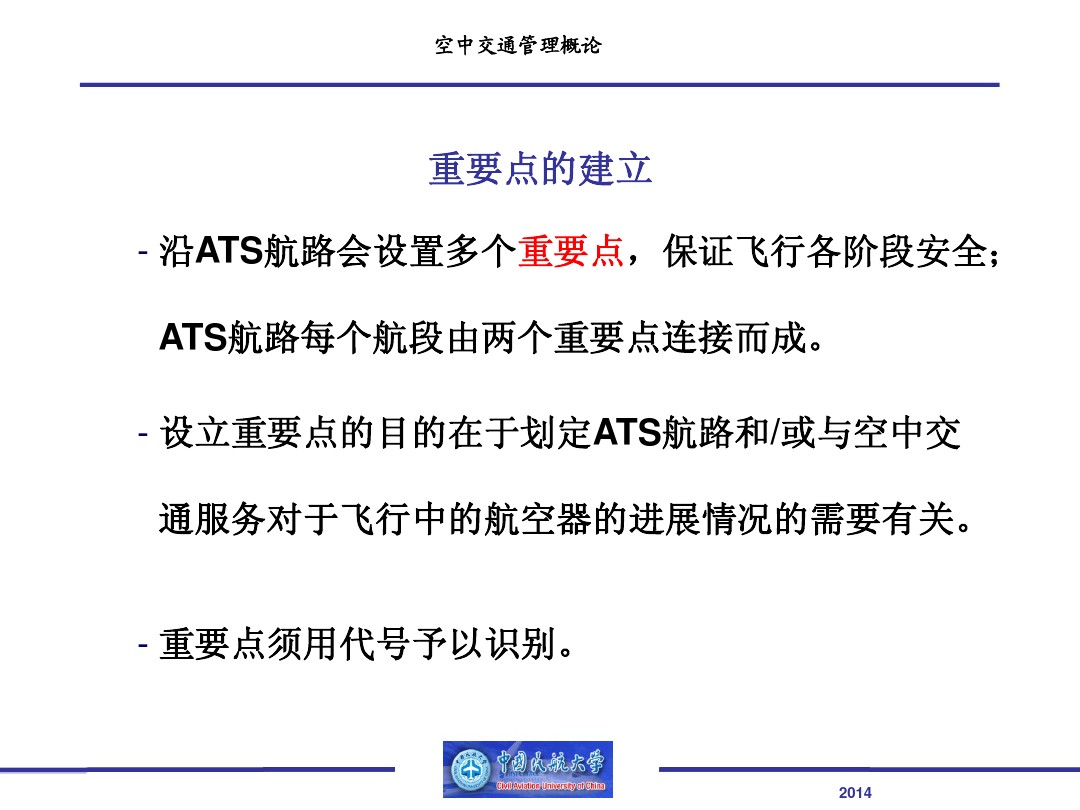 空中交通管理概论
重要点的建立
- 沿ATS航路会设置多个重要点，保证飞行各阶段安全；
ATS航路每个航段由两个重要点连接而成。
- 设立重要点的目的在于划定ATS航路和/或与空中交
通服务对于飞行中的航空器的进展情况的需要有关。
- 重要点须用代号予以识别。
中国民航大学
Civil Aviation University of China
2014